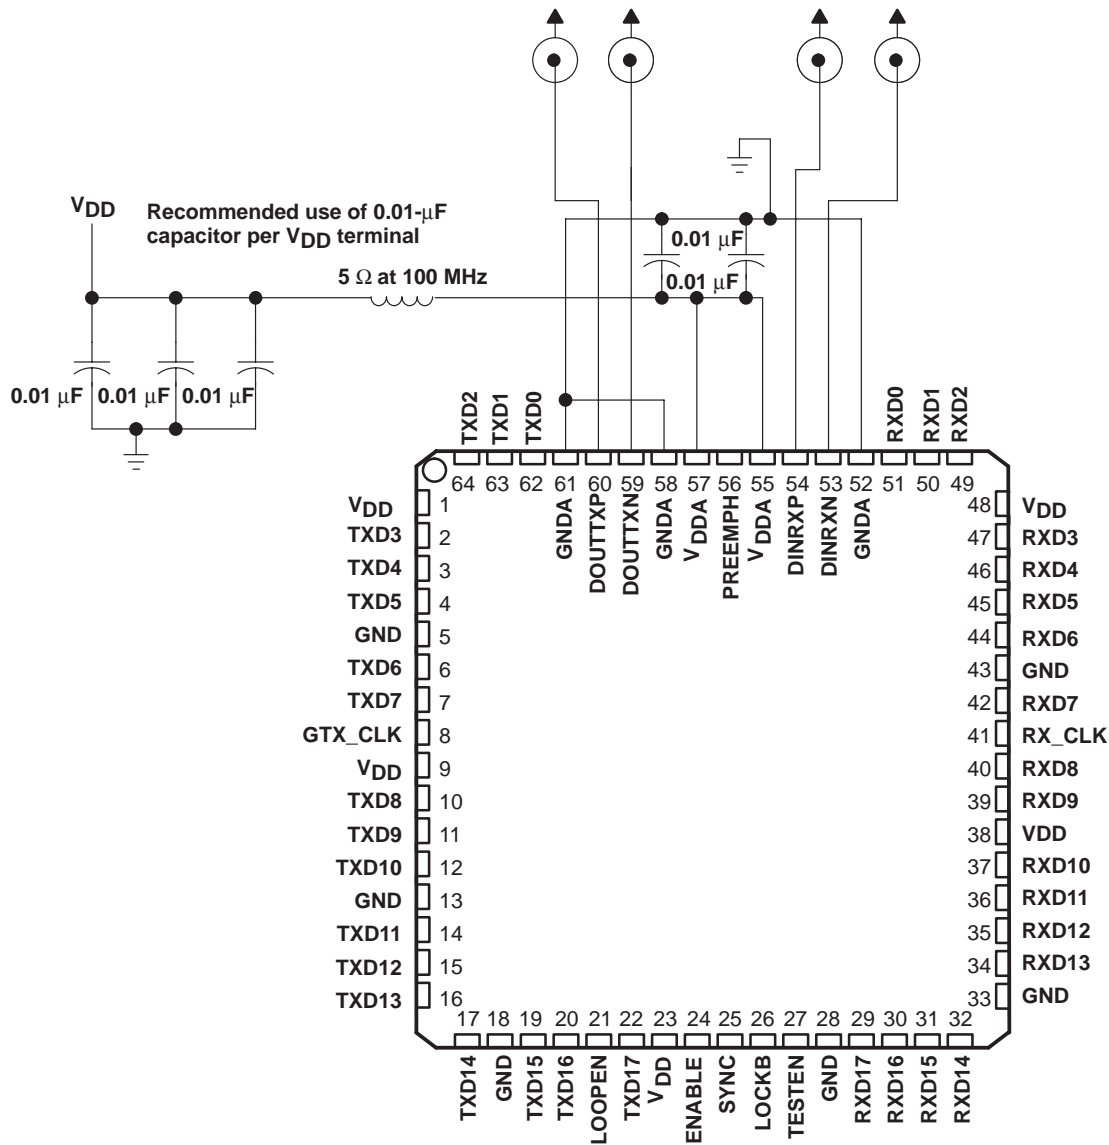 VDD
Recommended use of 0.01-μF
capacitor per VDD terminal
5 Ω at 100 MHz
0.01 μF
0.01 μF
0.01 μF
0.01 μF
0.01 μF
TXD2
TXD1
TXD0
RXD0
RXD1
RXD2
64
63
62
61
60
59
58
57
56
55
54
53
52
51
50
49
GNDA
DOUTTXP
DOUTTXN
GNDA
VDDA
PREEMPH
VDDA
DINRXP
DINRXN
GNDA
VDD 1
TXD3 2
TXD4 3
TXD5 4
GND 5
TXD6 6
TXD7 7
GTX_CLK 8
VDD 9
TXD8 10
TXD9 11
TXD10 12
GND 13
TXD11 14
TXD12 15
TXD13 16
48 VDD
47 RXD3
46 RXD4
45 RXD5
44 RXD6
43 GND
42 RXD7
41 RX_CLK
40 RXD8
39 RXD9
38 VDD
37 RXD10
36 RXD11
35 RXD12
34 RXD13
33 GND
17
18
19
20
21
22
23
24
25
26
27
28
29
30
31
32
TXD14
GND
TXD15
TXD16
LOOPEN
TXD17
VDD
ENABLE
SYNC
LOCKB
TESTEN
GND
RXD17
RXD16
RXD15
RXD14